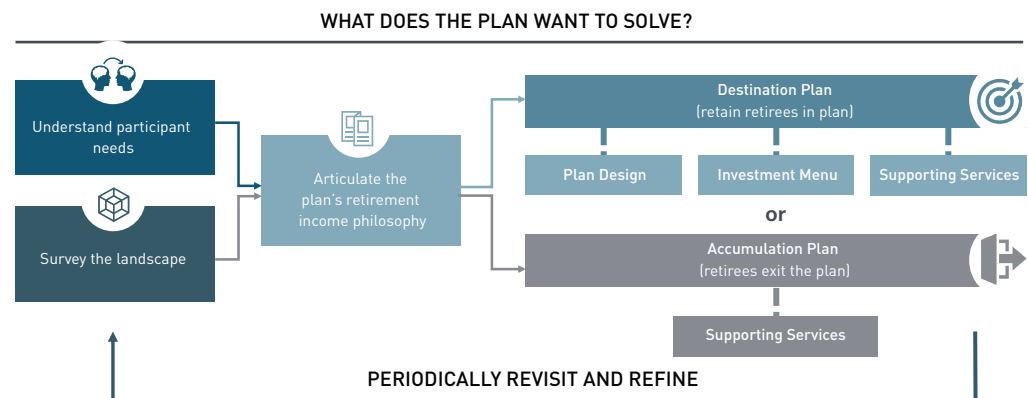 WHAT DOES THE PLAN WANT TO SOLVE?
Understand participant
needs
Survey the landscape
Articulate the
plan's retirement
income philosophy
Destination Plan
(retain retirees in plan)
Plan Design
Investment Menu
Supporting Services
or
Accumulation Plan
(retirees exit the plan)
Supporting Services
PERIODICALLY REVISIT AND REFINE